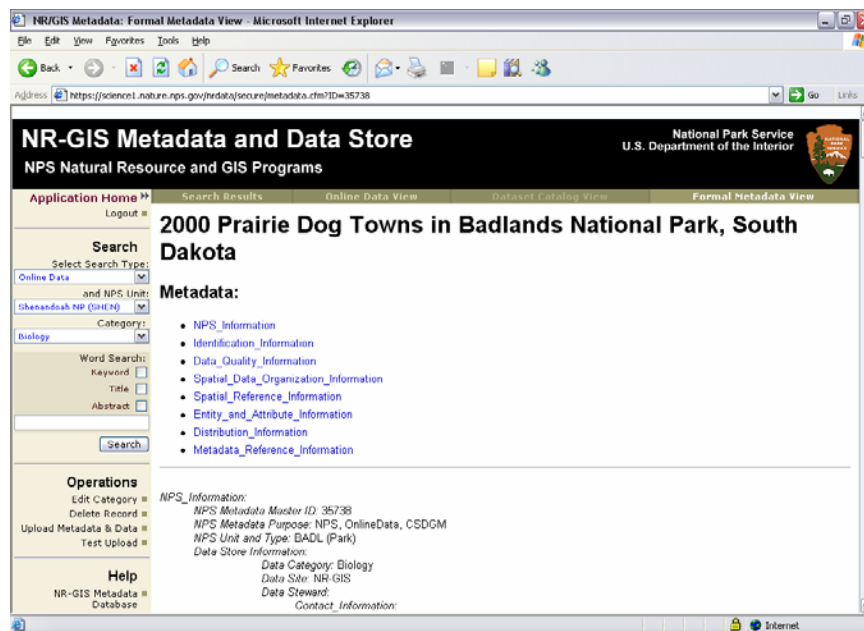 NR/GIS Metadata: Formal Metadata View - Microsoft Internet Explorer
File Edit View Favorites Tools Help
Back Search Favorites
Address https://science1.nature.nps.gov/nrdata/secure/metadata.cfm?ID=35738 Go Links
NR-GIS Metadata and Data Store
NPS Natural Resource and GIS Programs
National Park Service
U.S. Department of the Interior
Application Home »
Search Results Online Data View Dataset Catalog View Formal Metadata View
Logout
Search
Select Search Type:
Online Data
and NPS Unit:
Shenandoah NP (SHEN)
Category:
Biology
Word Search:
Keyword
Title
Abstract
Search
Operations
Edit Category
Delete Record
Upload Metadata & Data
Test Upload
Help
NR-GIS Metadata
Database
2000 Prairie Dog Towns in Badlands National Park, South
Dakota
Metadata:
• NPS_Information
• Identification_Information
• Data_Quality_Information
• Spatial_Data_Organization_Information
• Spatial_Reference_Information
• Entity_and_Attribute_Information
• Distribution_Information
• Metadata_Reference_Information
NPS_Information:
NPS Metadata Master ID: 35738
NPS Metadata Purpose: NPS, OnlineData, CSDGM
NPS Unit and Type: BADL (Park)
Data Store Information:
Data Category: Biology
Data Site: NR-GIS
Data Steward:
Contact_Information:
Internet